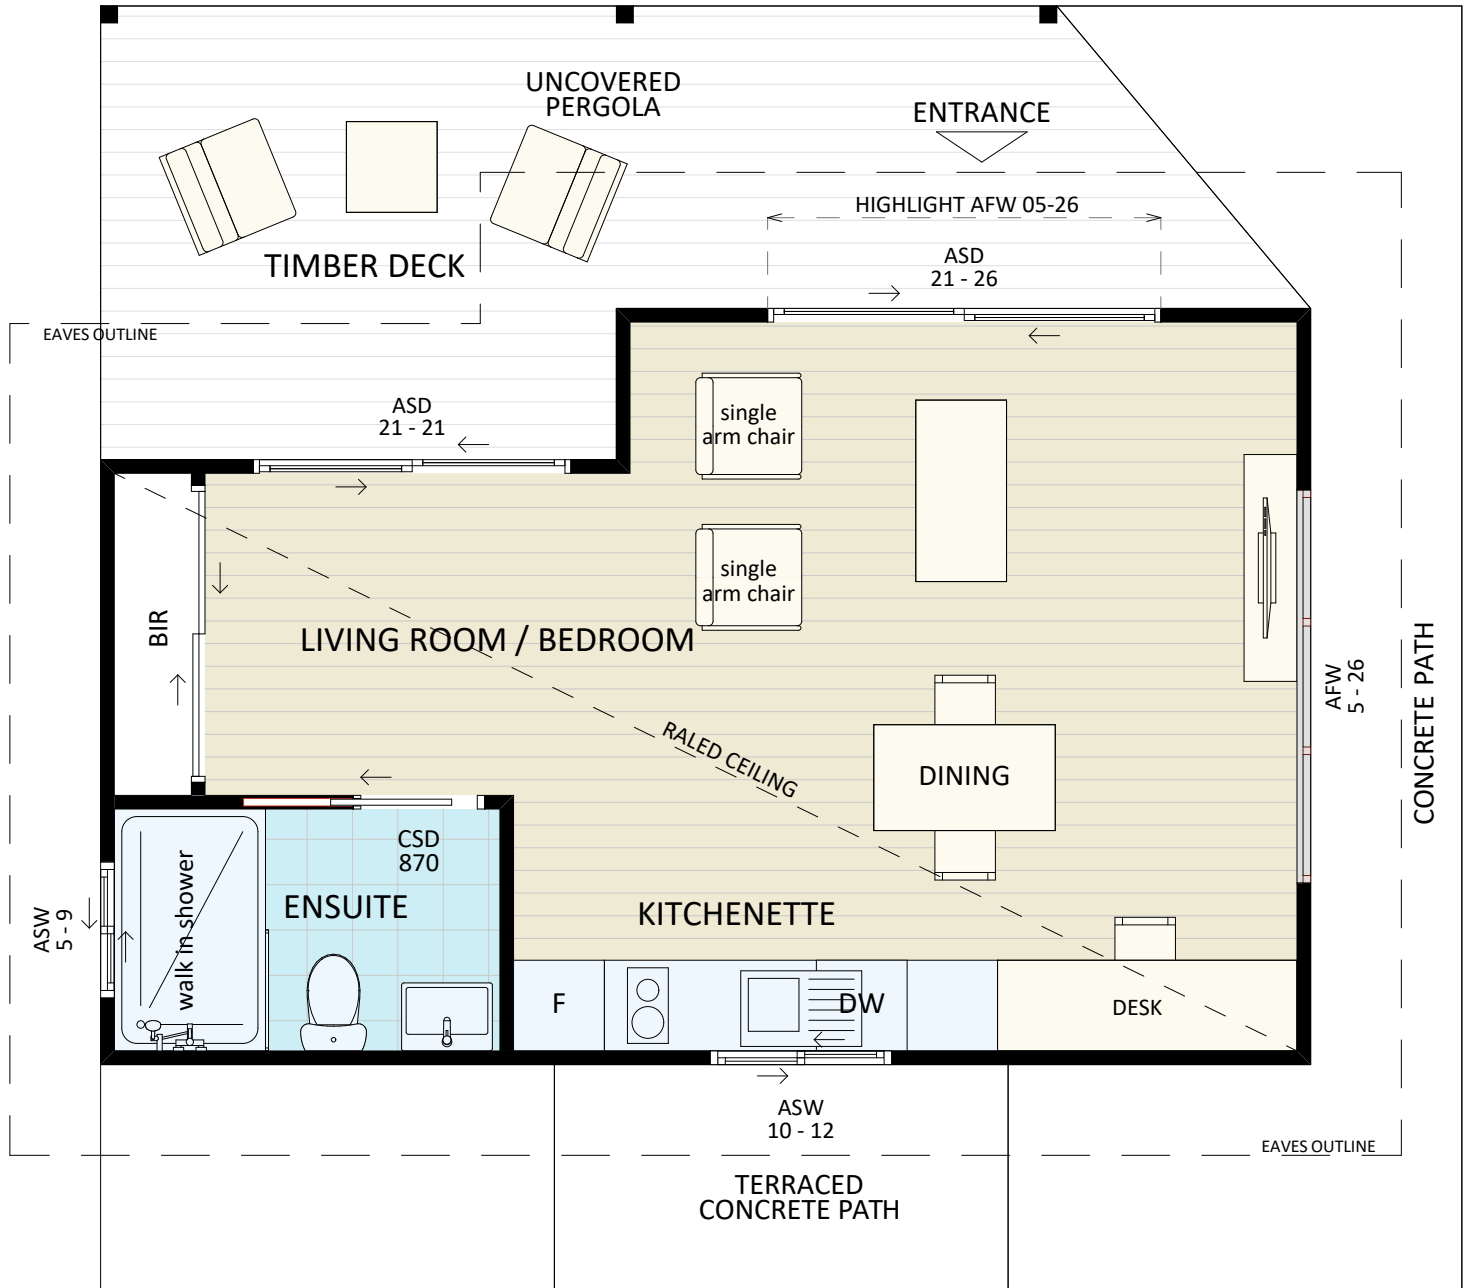 UNCOVERED
PERGOLA
ENTRANCE
HIGHLIGHT AFW 05-26
ASD
21 - 26
TIMBER DECK
EAVES OUTLINE
ASD
21 - 21
single
arm chair
single
arm chair
BIR
LIVING ROOM / BEDROOM
AFW
5 - 26
CONCRETE PATH
RALED CEILING
DINING
CSD
870
ENSUITE
KITCHENETTE
ASW
5 - 9
walk in shower
F
DW
DESK
ASW
10 - 12
EAVES OUTLINE
TERRACED
CONCRETE PATH